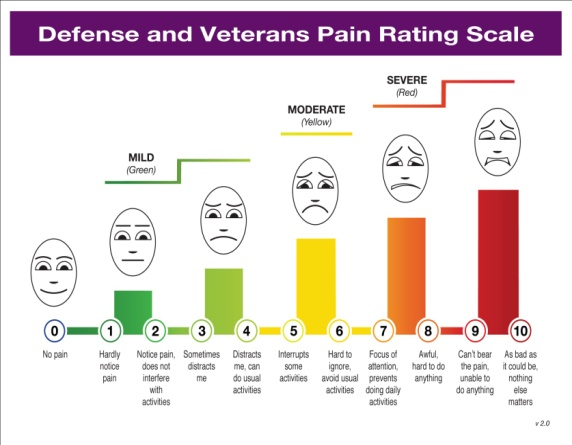 Defense and Veterans Pain Rating Scale
SEVERE
(Red)
MODERATE
(Yellow)
MILD
(Green)
0
1
2
3
4
5
6
7
8
9
10
No pain
Hardly
notice
pain
Notice pain,
does not
interfere
with
activities
Sometimes
distracts
me
Distracts
me, can
do usual
activities
Interrupts
some
activities
Hard to
ignore,
avoid usual
activities
Focus of
attention,
prevents
doing daily
activities
Awful,
hard to do
anything
Can't bear
the pain,
unable to
do anything
As bad as
it could be,
nothing
else
matters
v 2.0